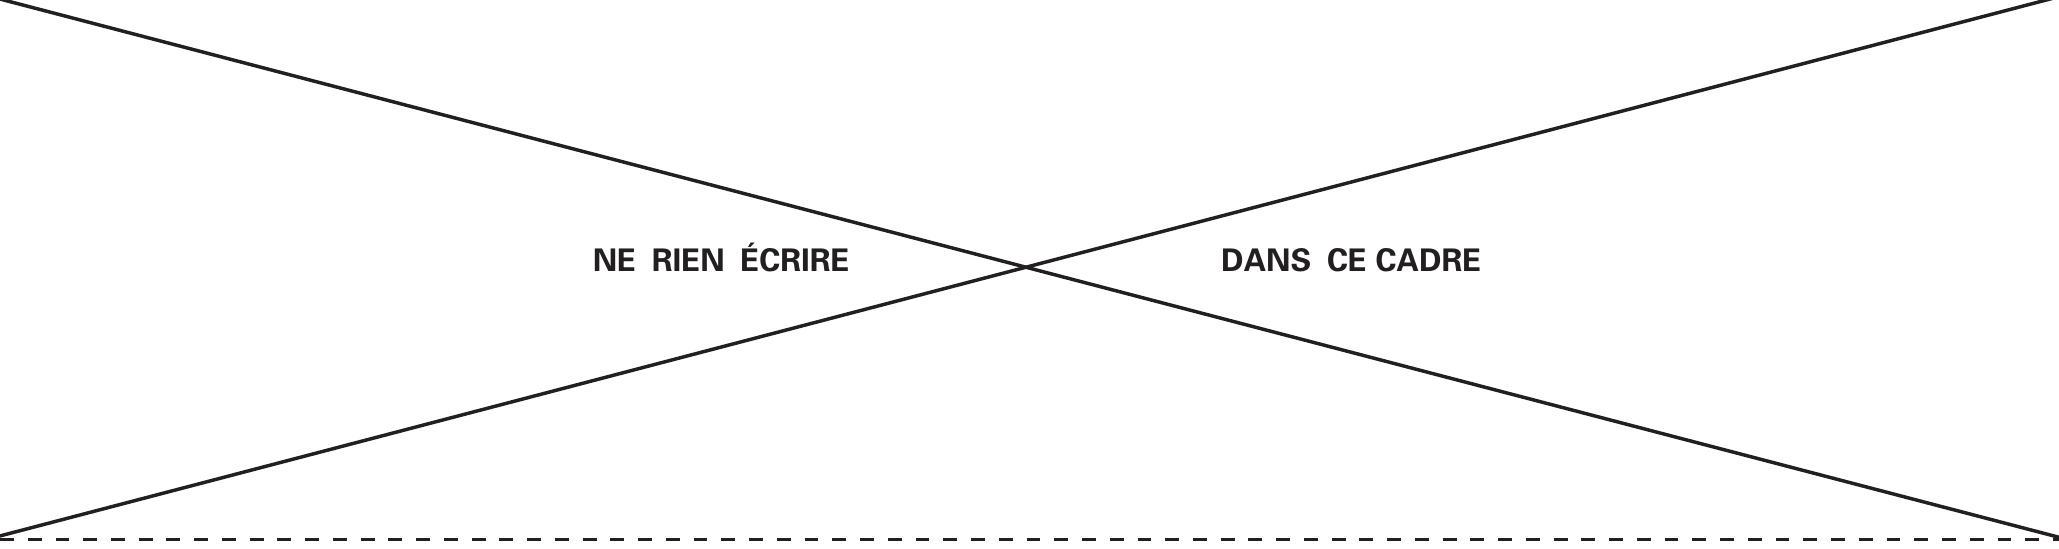 NE RIEN ÉCRIRE DANS CE CADRE